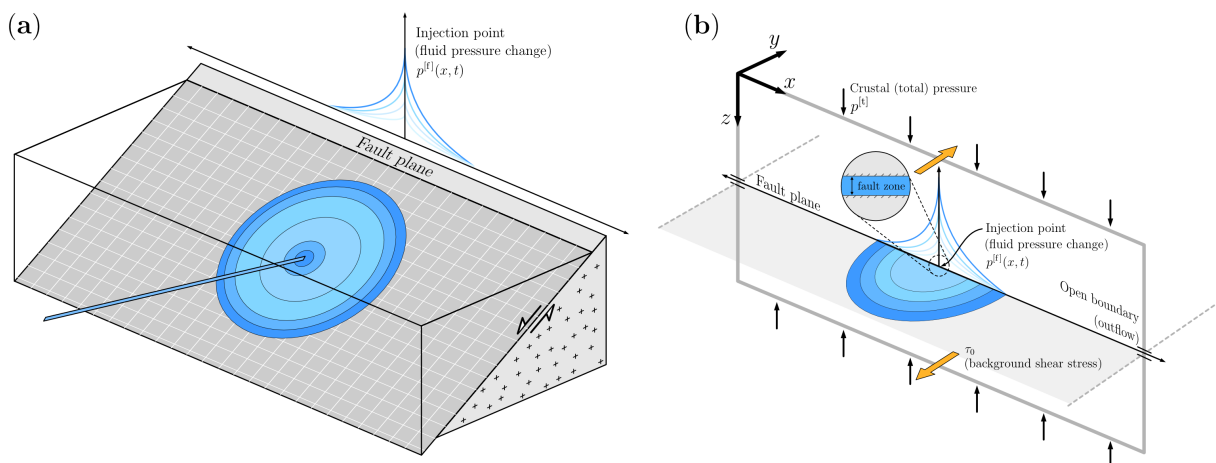 (a)
Injection point
(fluid pressure change)
p^[f](x, t)
Fault plane
(b)
y
x
z
Crustal (total) pressure
p^[t]
fault zone
Fault plane
Injection point
(fluid pressure change)
p^[f](x, t)
Open boundary
(outflow)
τ₀
(background shear stress)